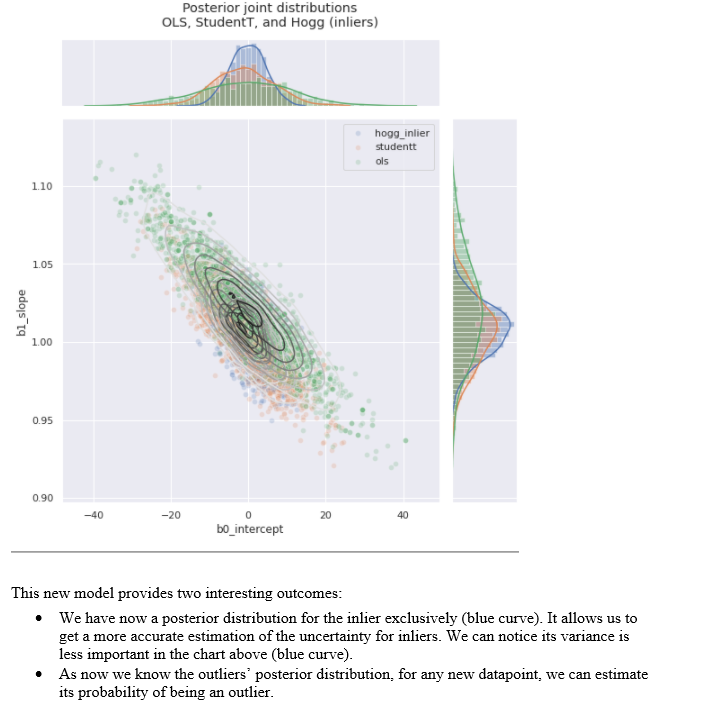 Posterior joint distributions
OLS, StudentT, and Hogg (inliers)
hogg_inlier
studentt
ols
1.10
1.05
1.00
0.95
0.90
b1_slope
−40
−20
0
20
40
b0_intercept
This new model provides two interesting outcomes:
• We have now a posterior distribution for the inlier exclusively (blue curve). It allows us to
get a more accurate estimation of the uncertainty for inliers. We can notice its variance is
less important in the chart above (blue curve).
• As now we know the outliers’ posterior distribution, for any new datapoint, we can estimate
its probability of being an outlier.